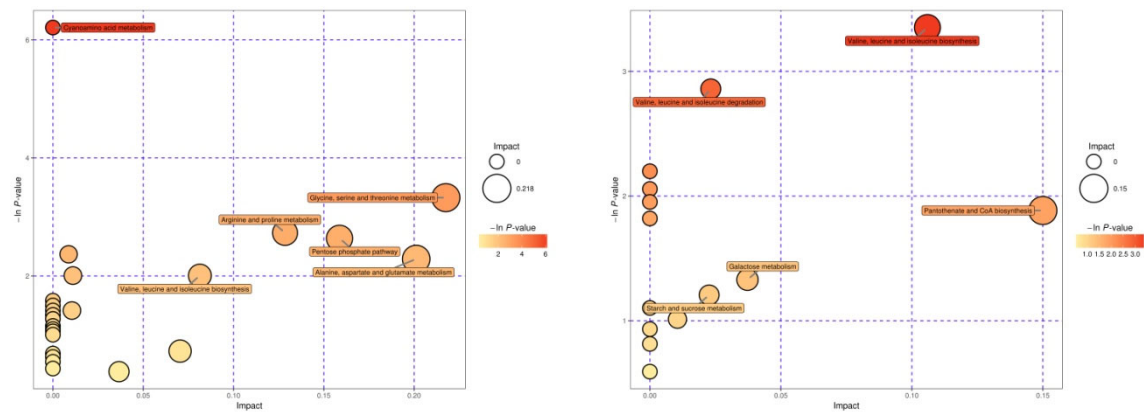 Cyanoamino acid metabolism
Glycine, serine and threonine metabolism
Arginine and proline metabolism
Pentose phosphate pathway
Alanine, aspartate and glutamate metabolism
Valine, leucine and isoleucine biosynthesis
6
4
2
−ln P-value
0.00 0.05 0.10 0.15 0.20
Impact
Impact
0
0.218
−ln P-value
2 4 6
Valine, leucine and isoleucine biosynthesis
Valine, leucine and isoleucine degradation
Pantothenate and CoA biosynthesis
Galactose metabolism
Starch and sucrose metabolism
3
2
1
−ln P-value
0.00 0.05 0.10 0.15
Impact
Impact
0
0.15
−ln P-value
1.0 1.5 2.0 2.5 3.0